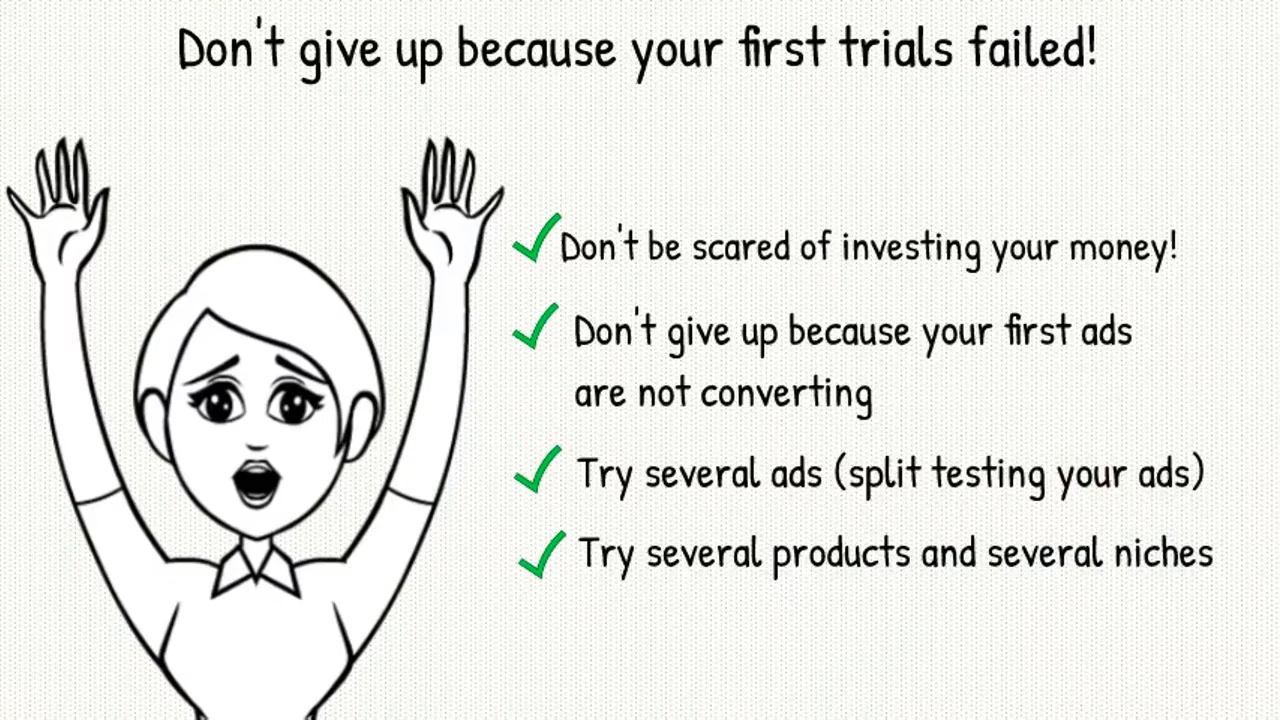 Don't give up because your first trials failed!
Don't be scared of investing your money!
Don't give up because your first ads
are not converting
Try several ads (split testing your ads)
Try several products and several niches